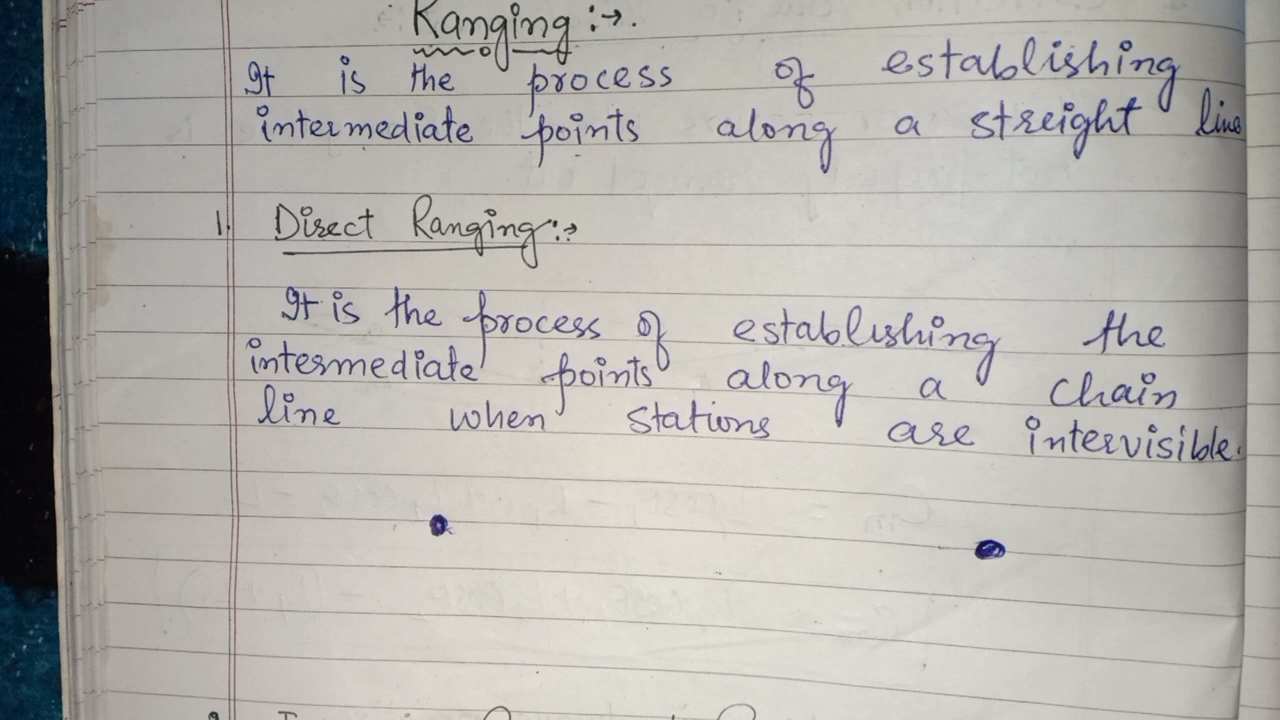 Ranging :→.
It is the process of establishing
intermediate points along a streight line
1. Direct Ranging :→
It is the process of establishing the
intermediate points along a chain
line when stations are intervisible.